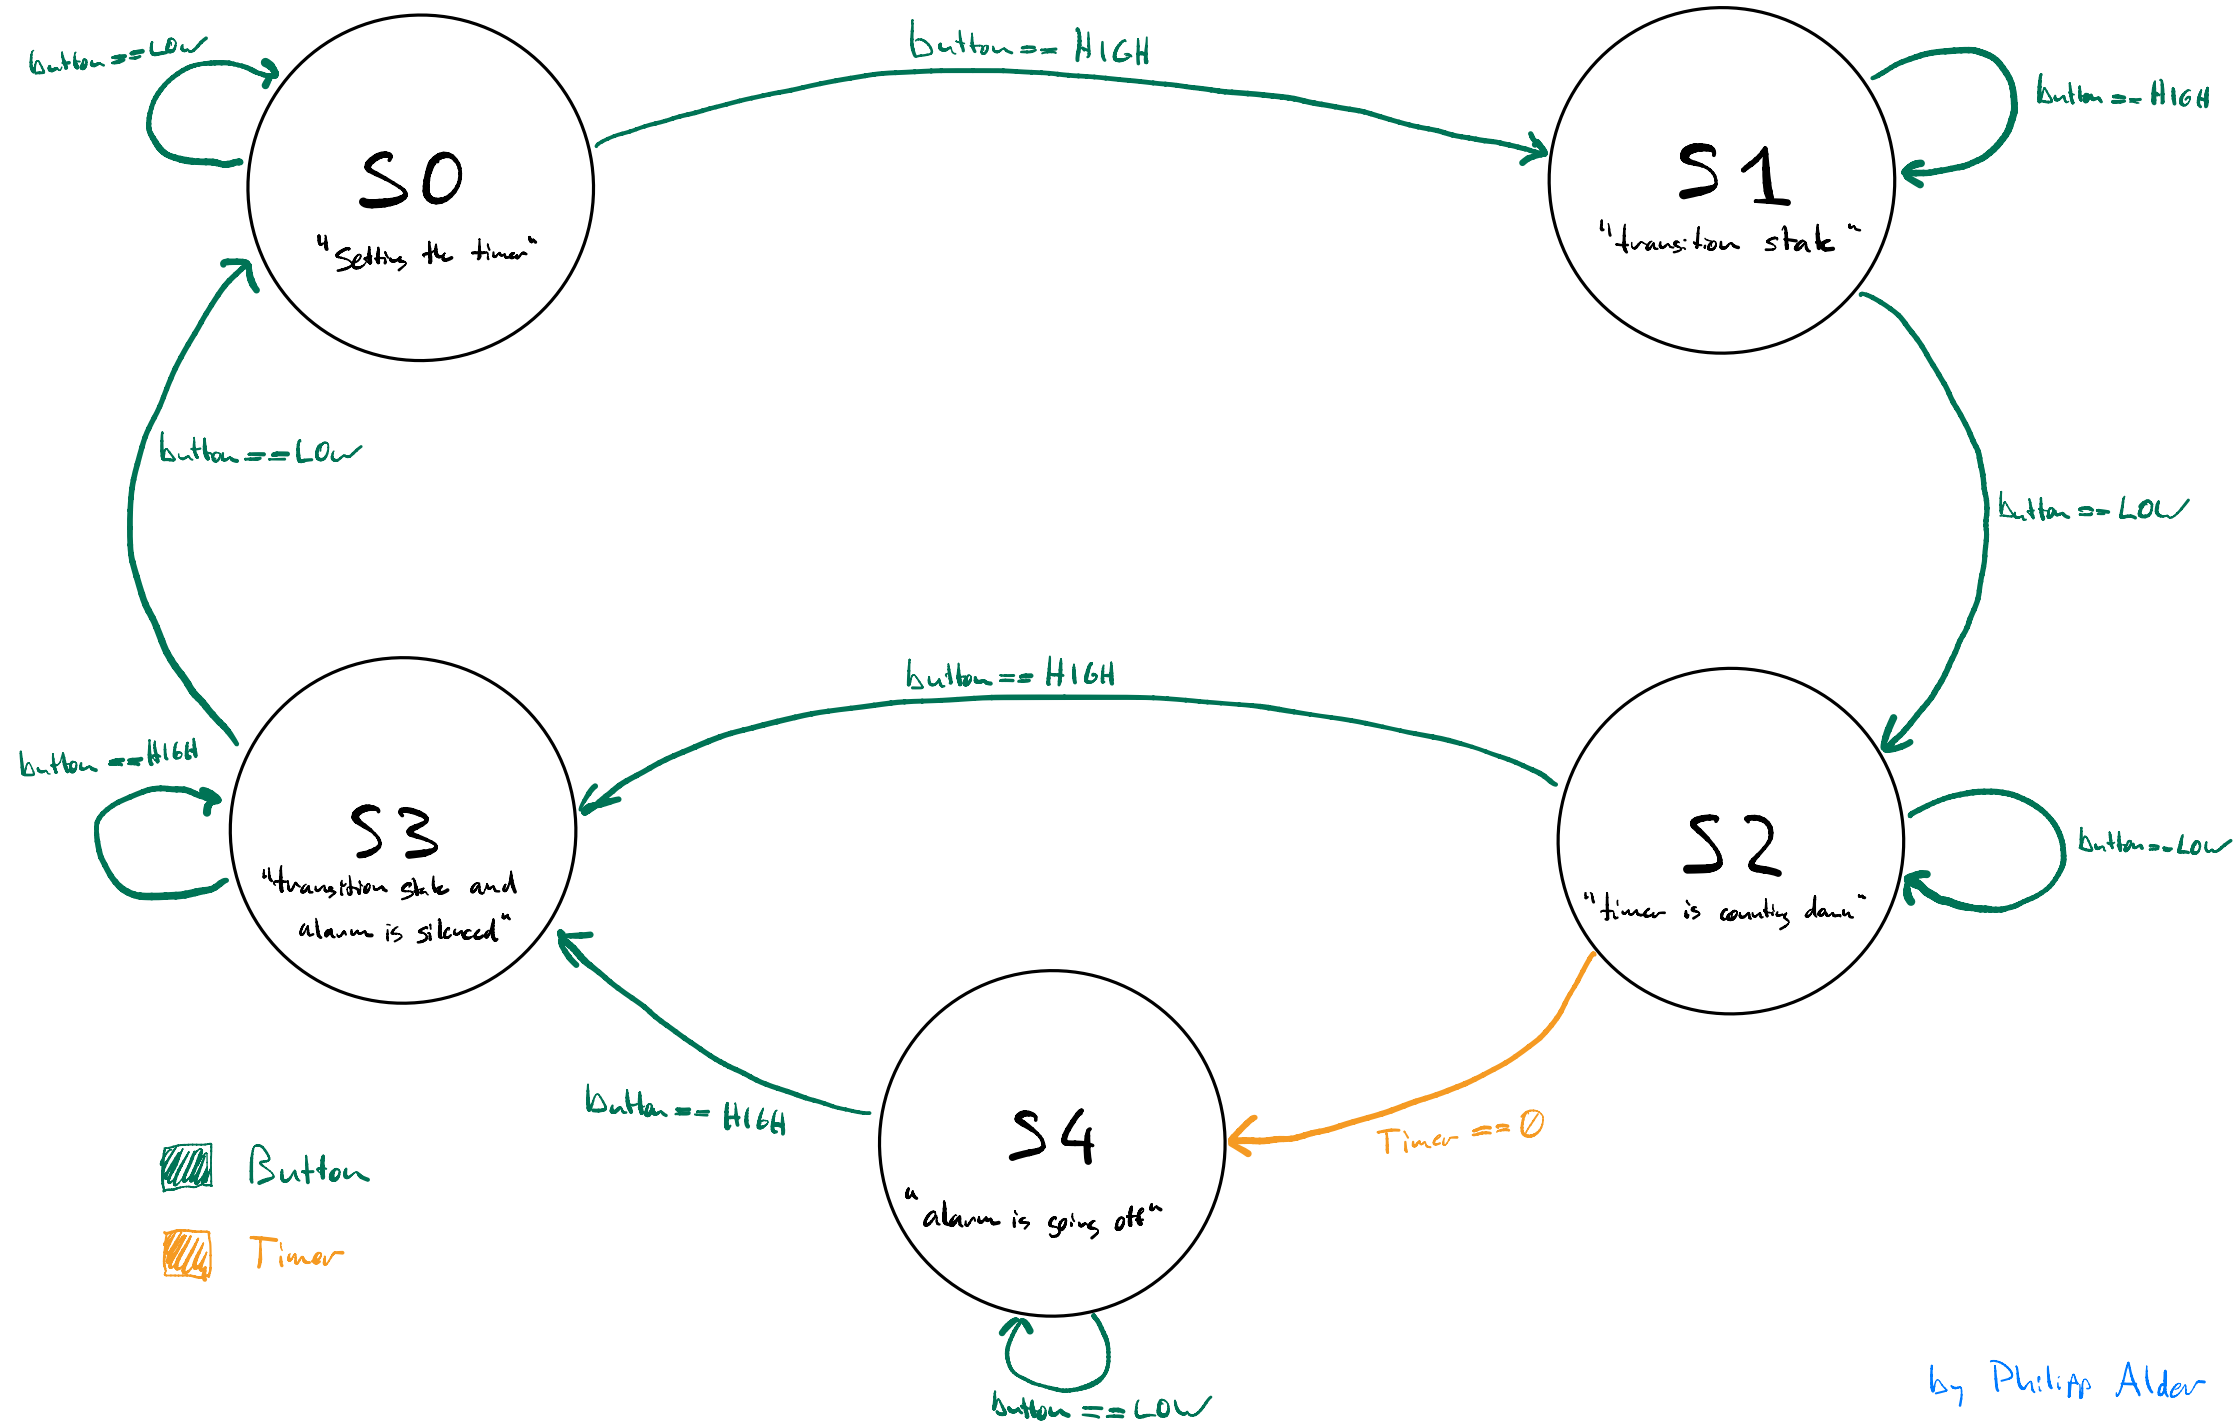 button==LOW
button==HIGH
button==HIGH
S0
"Setting the timer"
S1
"transition state"
button==LOW
button==LOW
button==HIGH
button==HIGH
S3
"transition state and
alarm is silenced"
S2
"timer is counting down"
button==LOW
button==HIGH
Timer==0
S4
"alarm is going off"
Button
Timer
button==LOW
by Philipp Alder